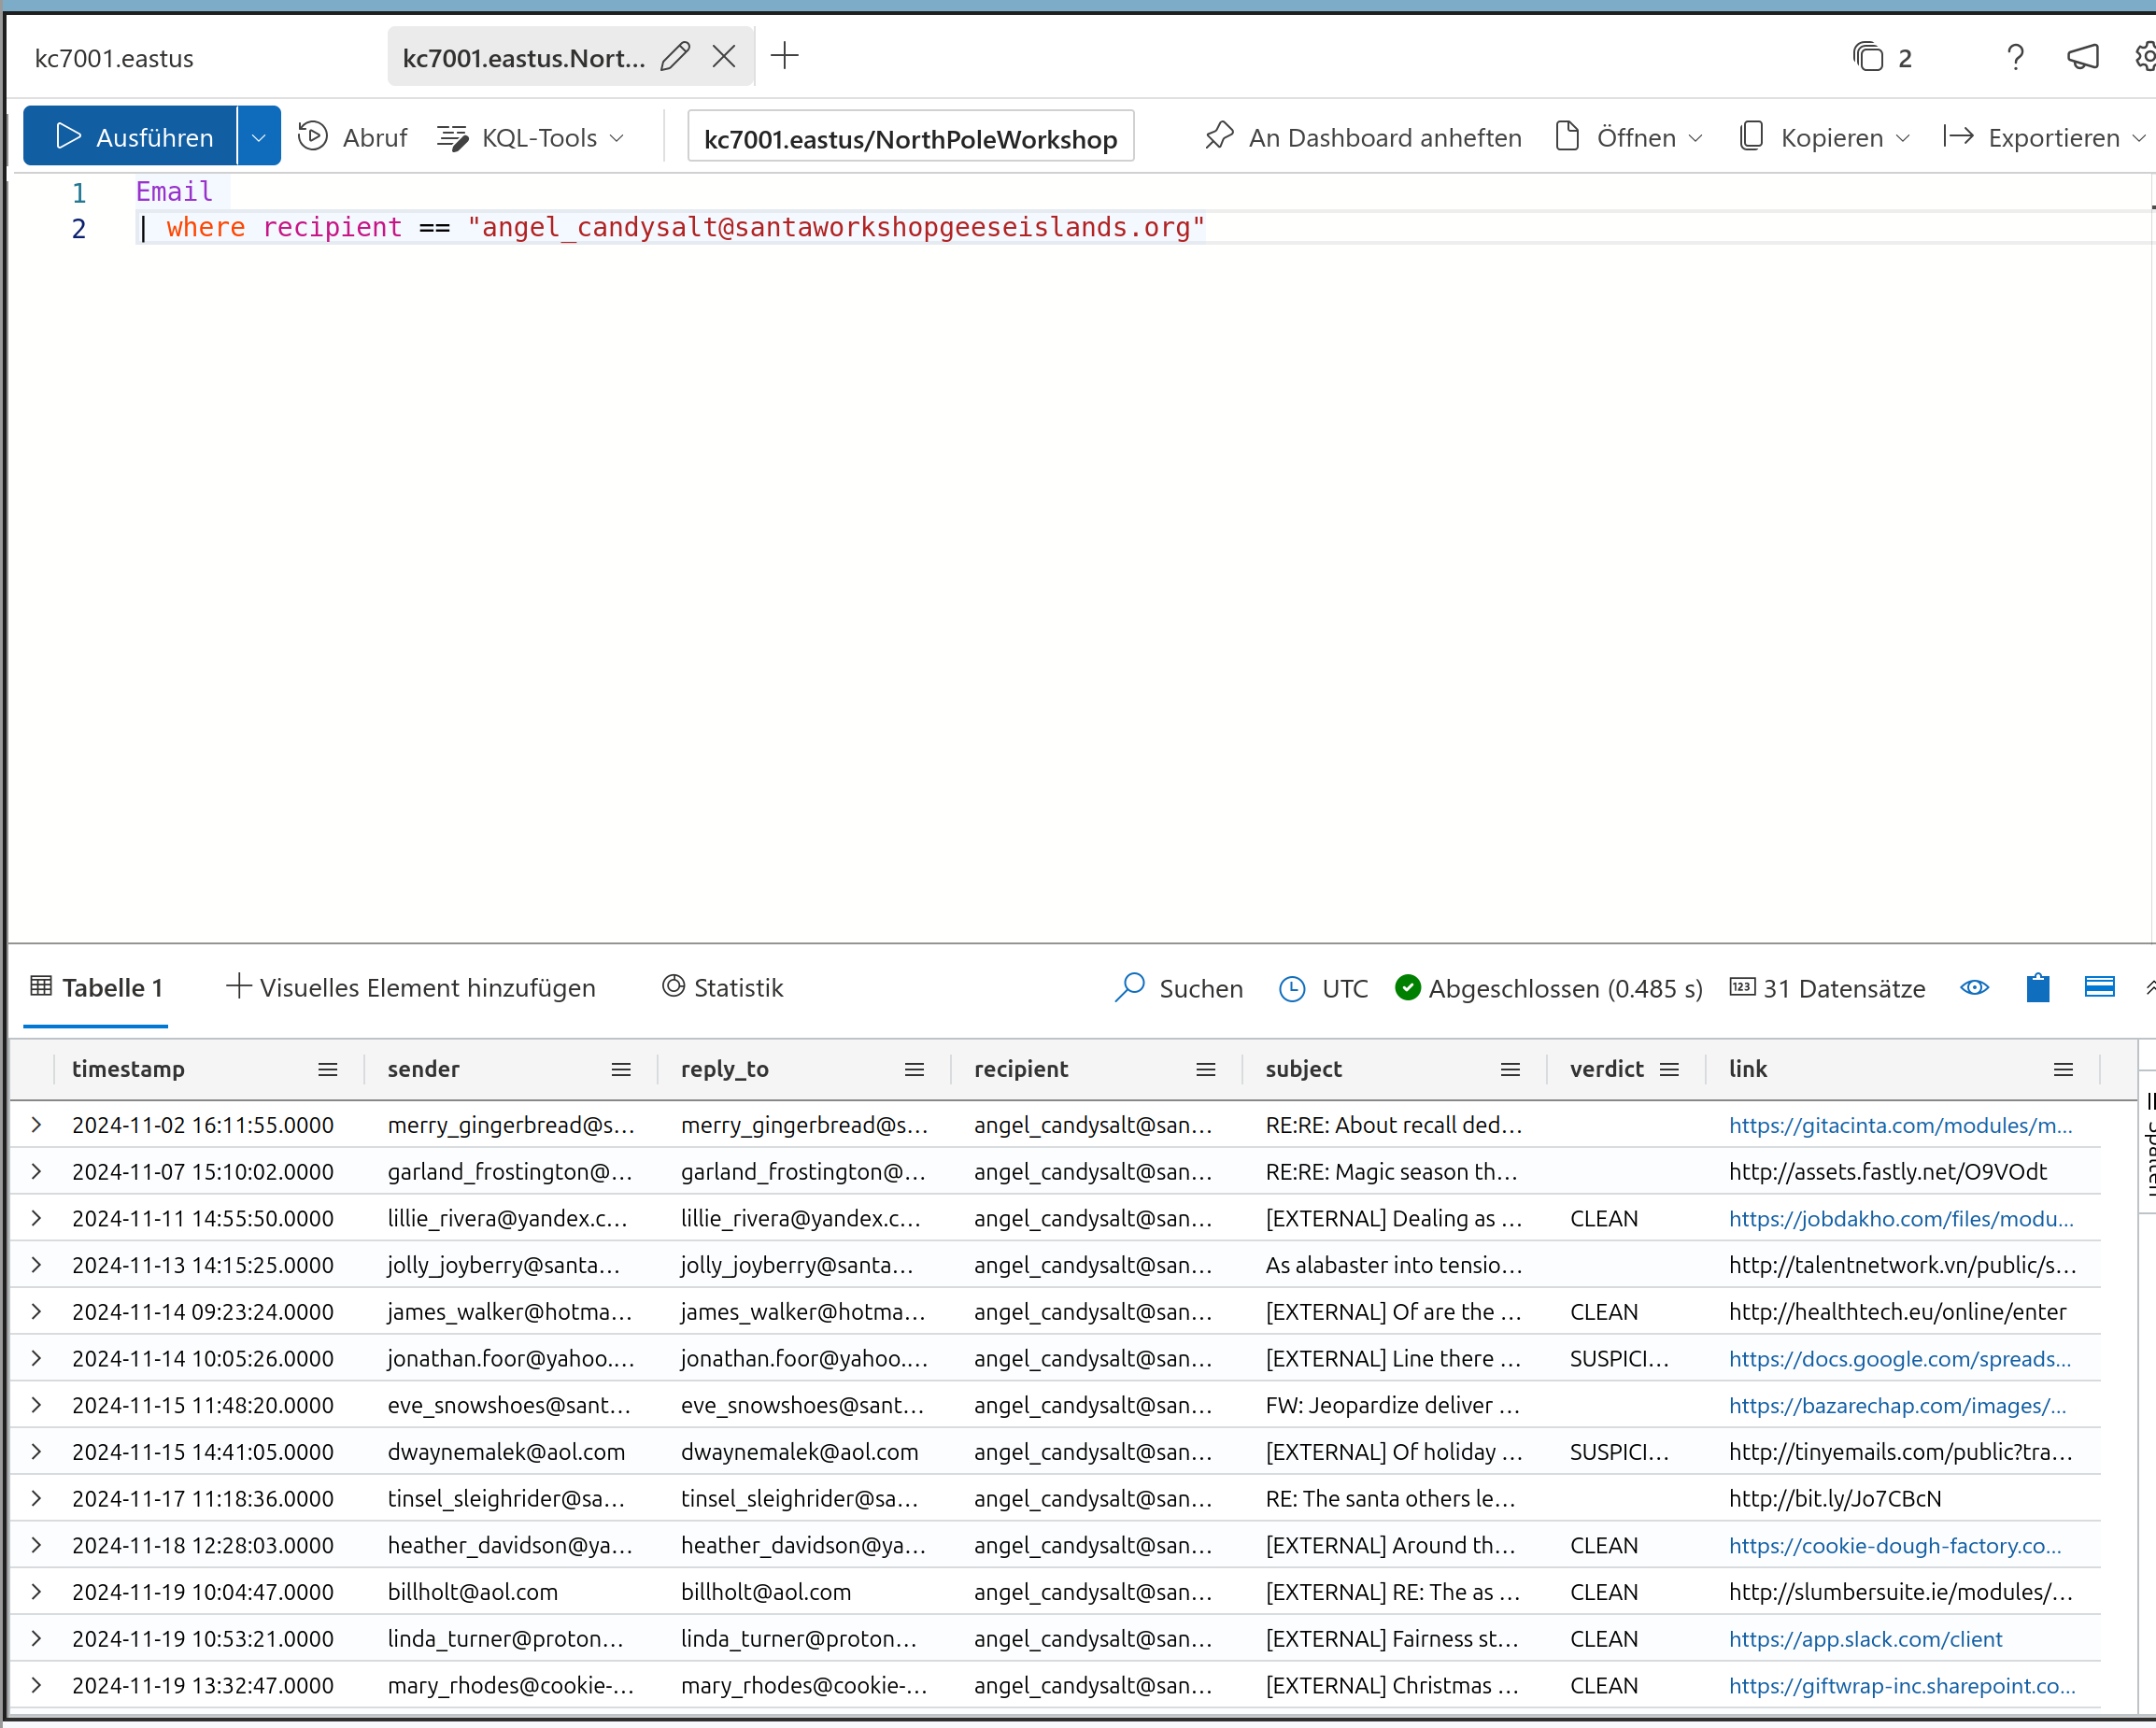 kc7001.eastus
kc7001.eastus.Nort...
2
?
Ausführen
Abruf
KQL-Tools
kc7001.eastus/NorthPoleWorkshop
An Dashboard anheften
Öffnen
Kopieren
Exportieren
1 Email
2 | where recipient == "angel_candysalt@santaworkshopgeeseislands.org"
Tabelle 1
Visuelles Element hinzufügen
Statistik
Suchen
UTC
Abgeschlossen (0.485 s)
123 31 Datensätze
timestamp sender reply_to recipient subject verdict link
2024-11-02 16:11:55.0000 merry_gingerbread@s... merry_gingerbread@s... angel_candysalt@san... RE:RE: About recall ded... https://gitacinta.com/modules/m...
2024-11-07 15:10:02.0000 garland_frostington@... garland_frostington@... angel_candysalt@san... RE:RE: Magic season th... http://assets.fastly.net/O9VOdt
2024-11-11 14:55:50.0000 lillie_rivera@yandex.c... lillie_rivera@yandex.c... angel_candysalt@san... [EXTERNAL] Dealing as ... CLEAN https://jobdakho.com/files/modu...
2024-11-13 14:15:25.0000 jolly_joyberry@santa... jolly_joyberry@santa... angel_candysalt@san... As alabaster into tensio... http://talentnetwork.vn/public/s...
2024-11-14 09:23:24.0000 james_walker@hotma... james_walker@hotma... angel_candysalt@san... [EXTERNAL] Of are the ... CLEAN http://healthtech.eu/online/enter
2024-11-14 10:05:26.0000 jonathan.foor@yahoo.... jonathan.foor@yahoo.... angel_candysalt@san... [EXTERNAL] Line there ... SUSPICI... https://docs.google.com/spreads...
2024-11-15 11:48:20.0000 eve_snowshoes@sant... eve_snowshoes@sant... angel_candysalt@san... FW: Jeopardize deliver ... https://bazarechap.com/images/...
2024-11-15 14:41:05.0000 dwaynemalek@aol.com dwaynemalek@aol.com angel_candysalt@san... [EXTERNAL] Of holiday ... SUSPICI... http://tinyemails.com/public?tra...
2024-11-17 11:18:36.0000 tinsel_sleighrider@sa... tinsel_sleighrider@sa... angel_candysalt@san... RE: The santa others le... http://bit.ly/Jo7CBcN
2024-11-18 12:28:03.0000 heather_davidson@ya... heather_davidson@ya... angel_candysalt@san... [EXTERNAL] Around th... CLEAN https://cookie-dough-factory.co...
2024-11-19 10:04:47.0000 billholt@aol.com billholt@aol.com angel_candysalt@san... [EXTERNAL] RE: The as ... CLEAN http://slumbersuite.ie/modules/...
2024-11-19 10:53:21.0000 linda_turner@proton... linda_turner@proton... angel_candysalt@san... [EXTERNAL] Fairness st... CLEAN https://app.slack.com/client
2024-11-19 13:32:47.0000 mary_rhodes@cookie-... mary_rhodes@cookie-... angel_candysalt@san... [EXTERNAL] Christmas ... CLEAN https://giftwrap-inc.sharepoint.co...